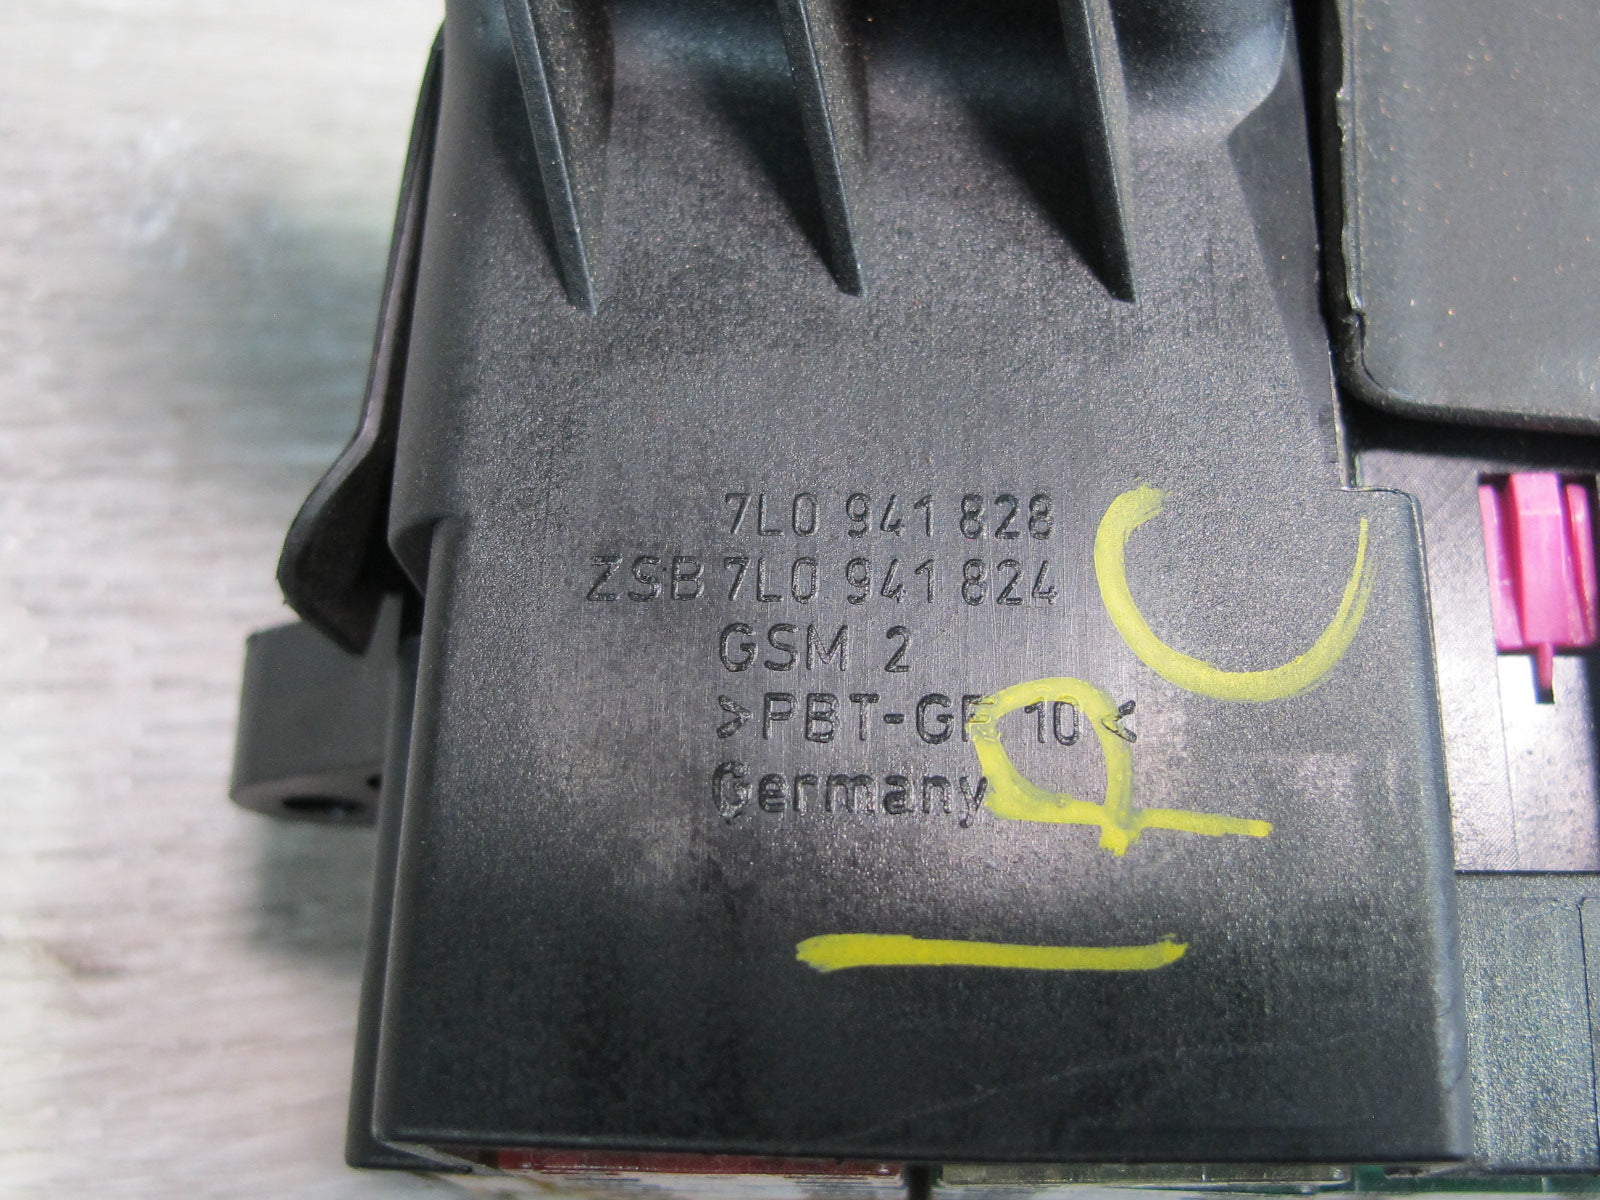 7L0 941 828
ZSB 7L0 941 824
GSM 2
>PBT-GF 10<
Germany